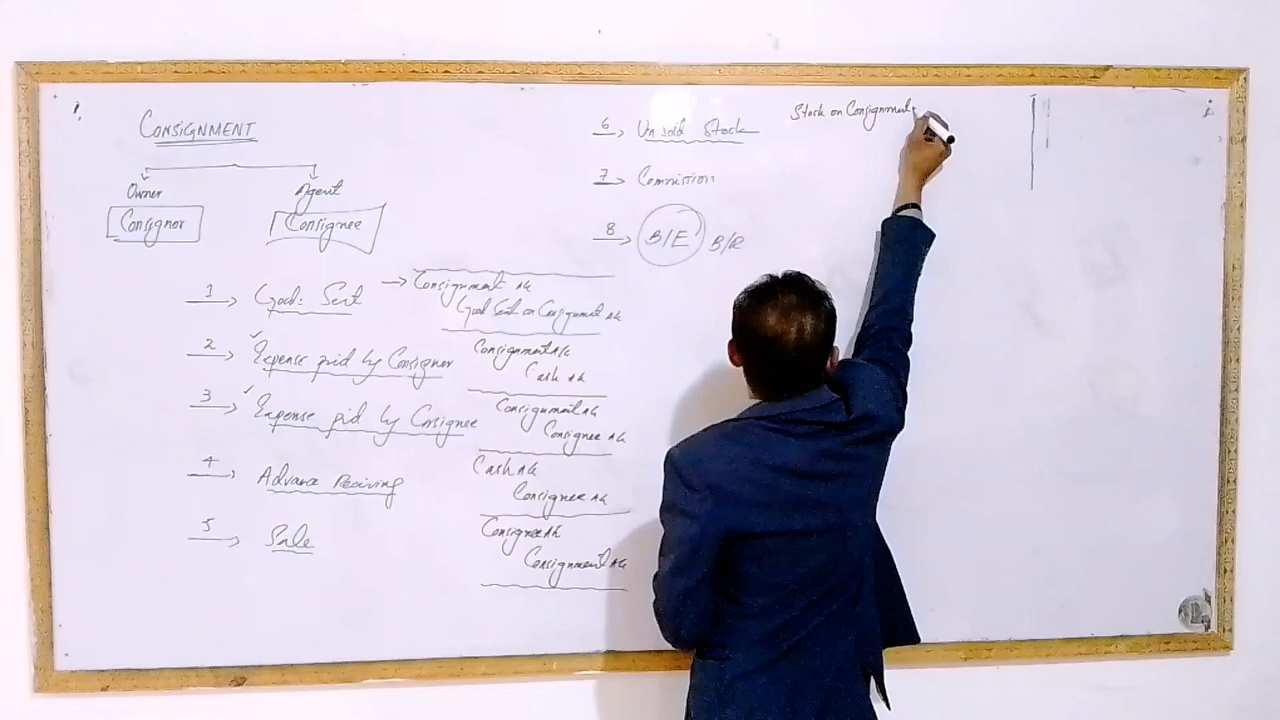 CONSIGNMENT
Owner Agent
Consignor Consignee
1 Goods Sent Consignment A/c
Good Sent on Consignment A/c
2 Expense paid by Consignor Consignment A/c
Cash A/c
3 Expense paid by Consignee Consignment A/c
Consignee A/c
4 Advance Receiving Cash A/c
Consignee A/c
5 Sale Consignee A/c
Consignment A/c
6 Unsold Stock Stock on Consignment
7 Commission
8 B/E B/R